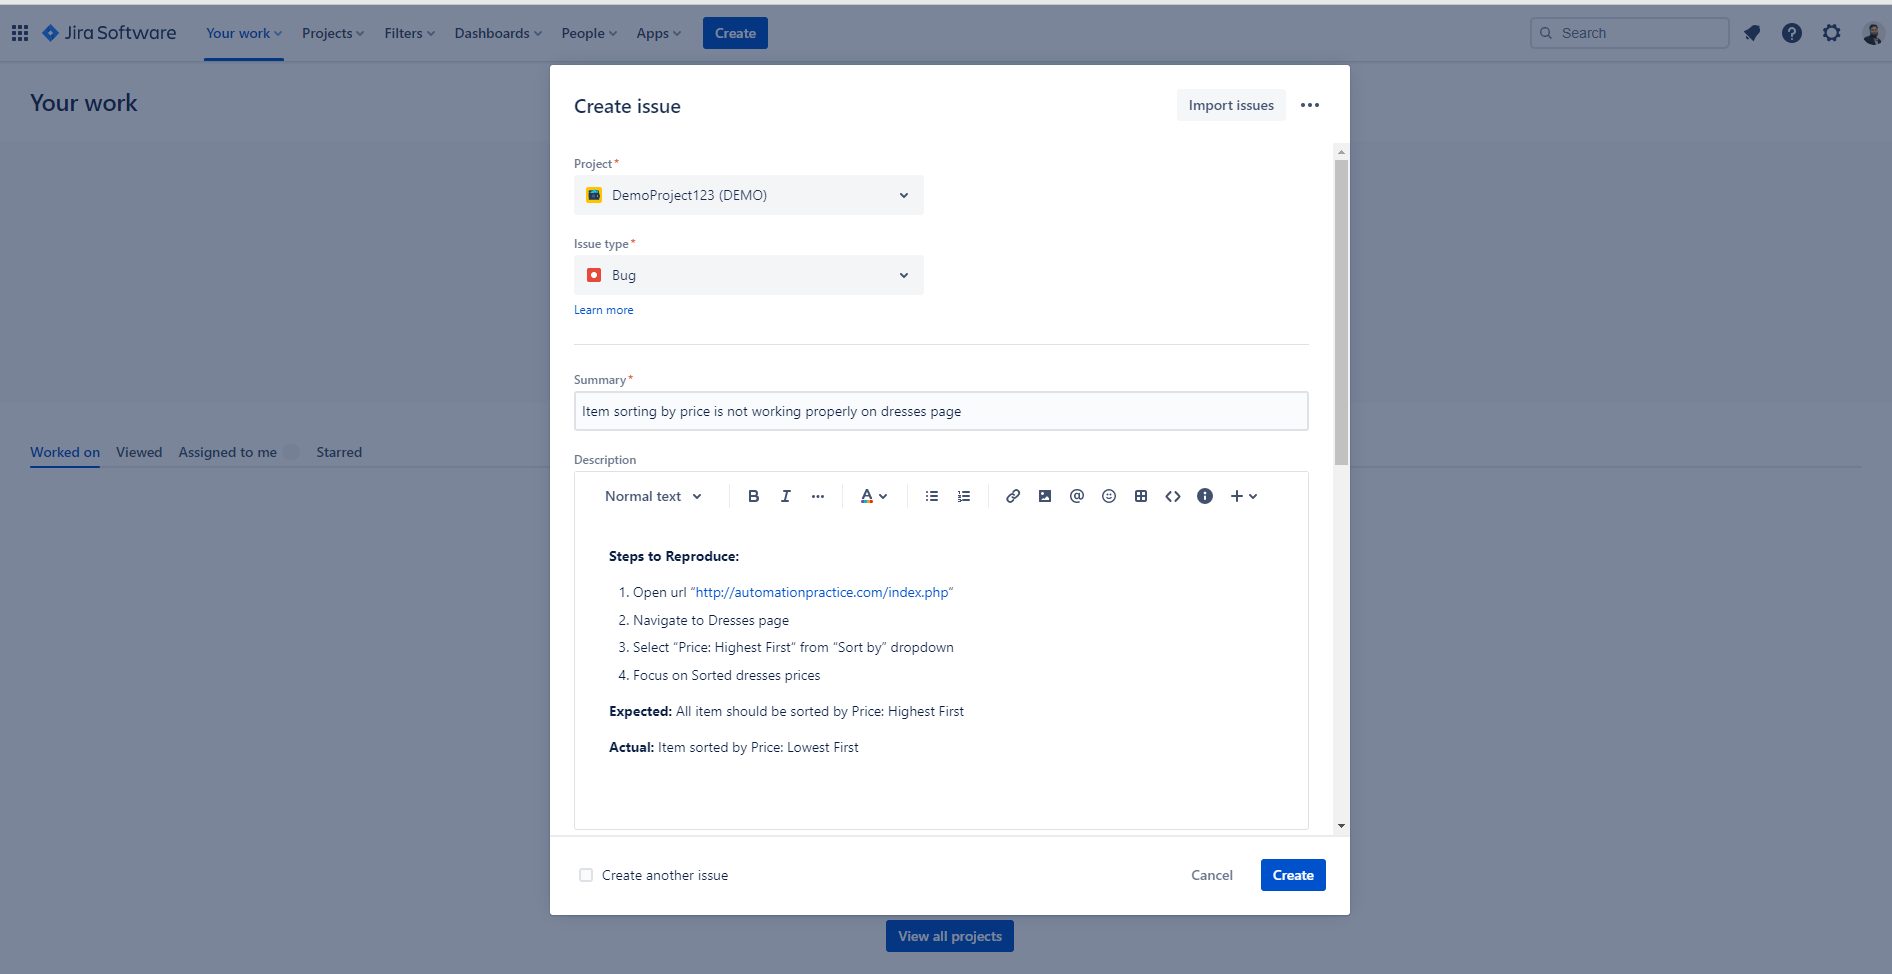 Jira Software Your work Projects Filters Dashboards People Apps Create Search
Your work
Create issue Import issues
Project*
DemoProject123 (DEMO)
Issue type*
Bug
Learn more
Summary*
Item sorting by price is not working properly on dresses page
Worked on Viewed Assigned to me Starred
Description
Normal text B I A @
Steps to Reproduce:
1. Open url “http://automationpractice.com/index.php”
2. Navigate to Dresses page
3. Select “Price: Highest First” from “Sort by” dropdown
4. Focus on Sorted dresses prices
Expected: All item should be sorted by Price: Highest First
Actual: Item sorted by Price: Lowest First
Create another issue Cancel Create
View all projects